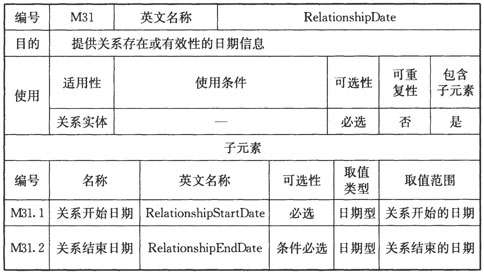 编号 M31 英文名称 RelationshipDate
目的 提供关系存在或有效性的日期信息
使用 适用性 使用条件 可选性 可重复性 包含子元素
关系实体 — 必选 否 是
子元素
编号 名称 英文名称 可选性 取值类型 取值范围
M31.1 关系开始日期 RelationshipStartDate 必选 日期型 关系开始的日期
M31.2 关系结束日期 RelationshipEndDate 条件必选 日期型 关系结束的日期